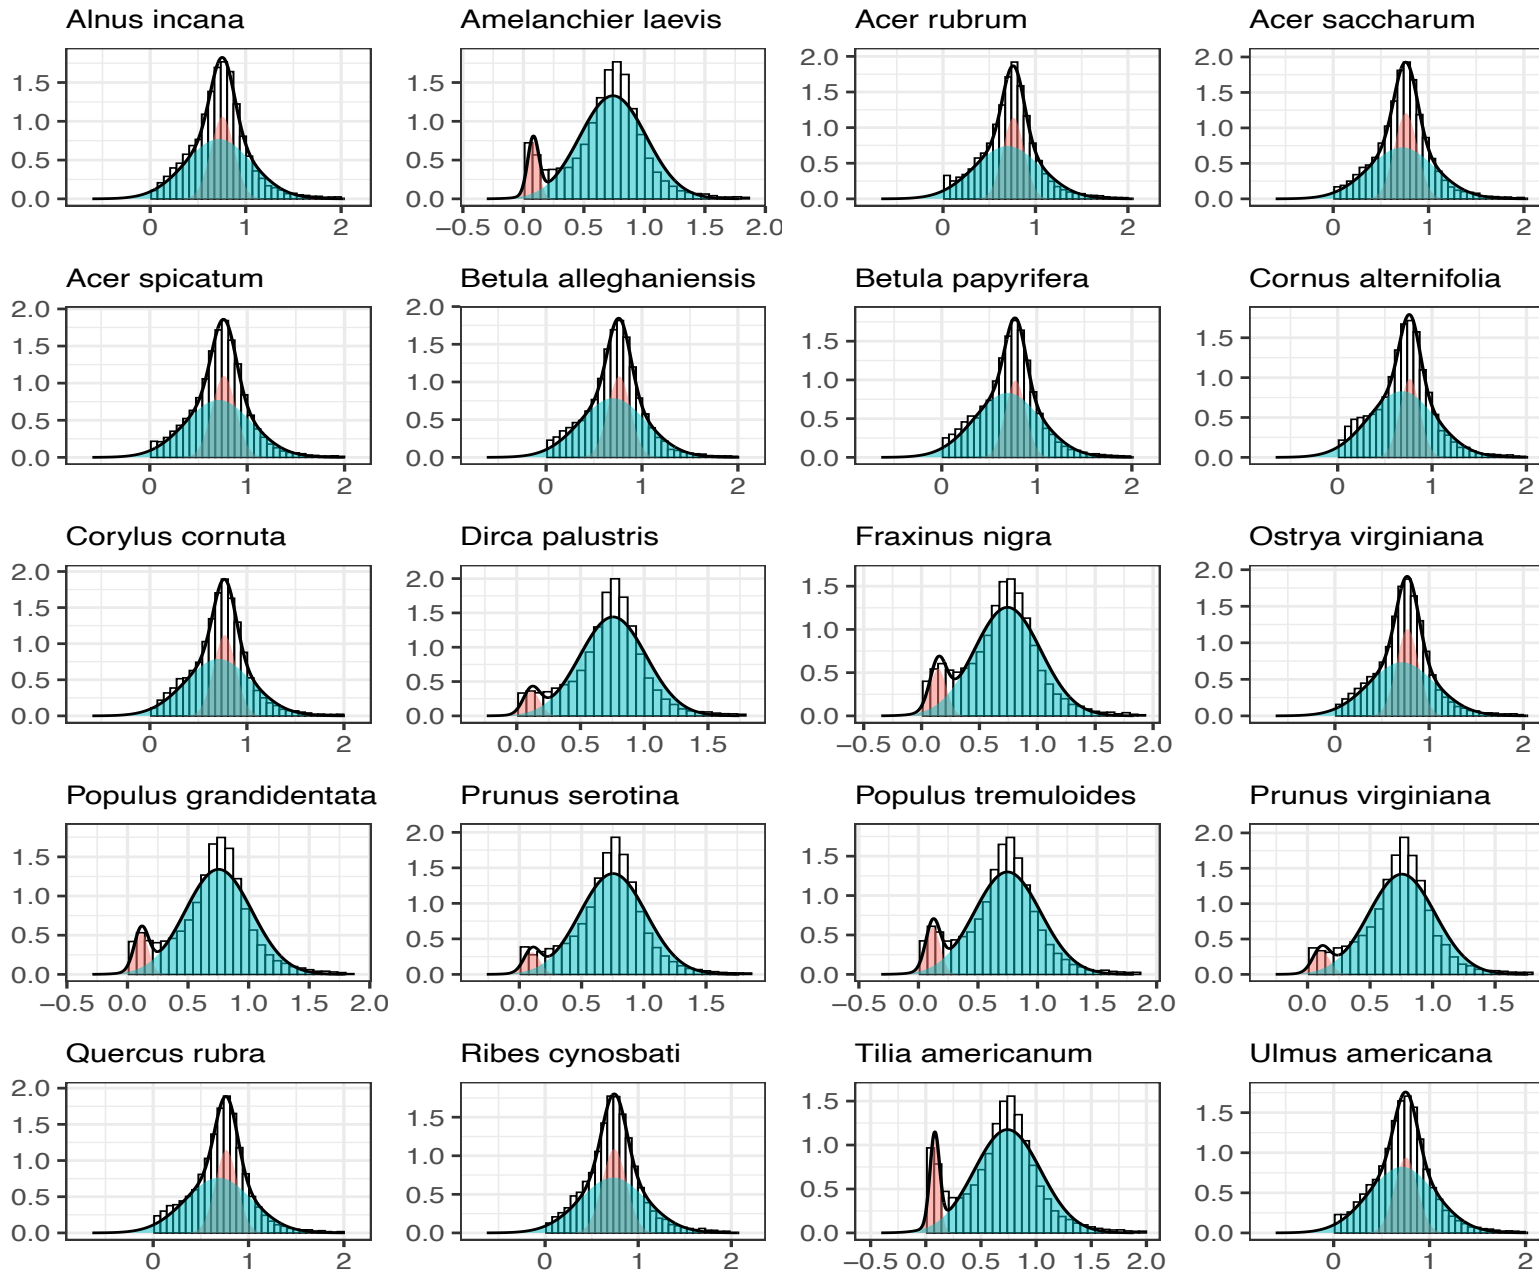 Alnus incana
Amelanchier laevis
Acer rubrum
Acer saccharum
1.5
1.0
0.5
0.0
0 1 2
1.5
1.0
0.5
0.0
−0.5 0.0 0.5 1.0 1.5 2.0
2.0
1.5
1.0
0.5
0.0
0 1 2
2.0
1.5
1.0
0.5
0.0
0 1 2
Acer spicatum
Betula alleghaniensis
Betula papyrifera
Cornus alternifolia
2.0
1.5
1.0
0.5
0.0
0 1 2
2.0
1.5
1.0
0.5
0.0
0 1 2
1.5
1.0
0.5
0.0
0 1 2
1.5
1.0
0.5
0.0
0 1 2
Corylus cornuta
Dirca palustris
Fraxinus nigra
Ostrya virginiana
2.0
1.5
1.0
0.5
0.0
0 1 2
2.0
1.5
1.0
0.5
0.0
0.0 0.5 1.0 1.5
1.5
1.0
0.5
0.0
−0.5 0.0 0.5 1.0 1.5 2.0
2.0
1.5
1.0
0.5
0.0
0 1 2
Populus grandidentata
Prunus serotina
Populus tremuloides
Prunus virginiana
1.5
1.0
0.5
0.0
−0.5 0.0 0.5 1.0 1.5 2.0
2.0
1.5
1.0
0.5
0.0
0.0 0.5 1.0 1.5
1.5
1.0
0.5
0.0
−0.5 0.0 0.5 1.0 1.5 2.0
2.0
1.5
1.0
0.5
0.0
0.0 0.5 1.0 1.5
Quercus rubra
Ribes cynosbati
Tilia americanum
Ulmus americana
2.0
1.5
1.0
0.5
0.0
0 1 2
1.5
1.0
0.5
0.0
0 1 2
1.5
1.0
0.5
0.0
−0.5 0.0 0.5 1.0 1.5 2.0
1.5
1.0
0.5
0.0
0 1 2